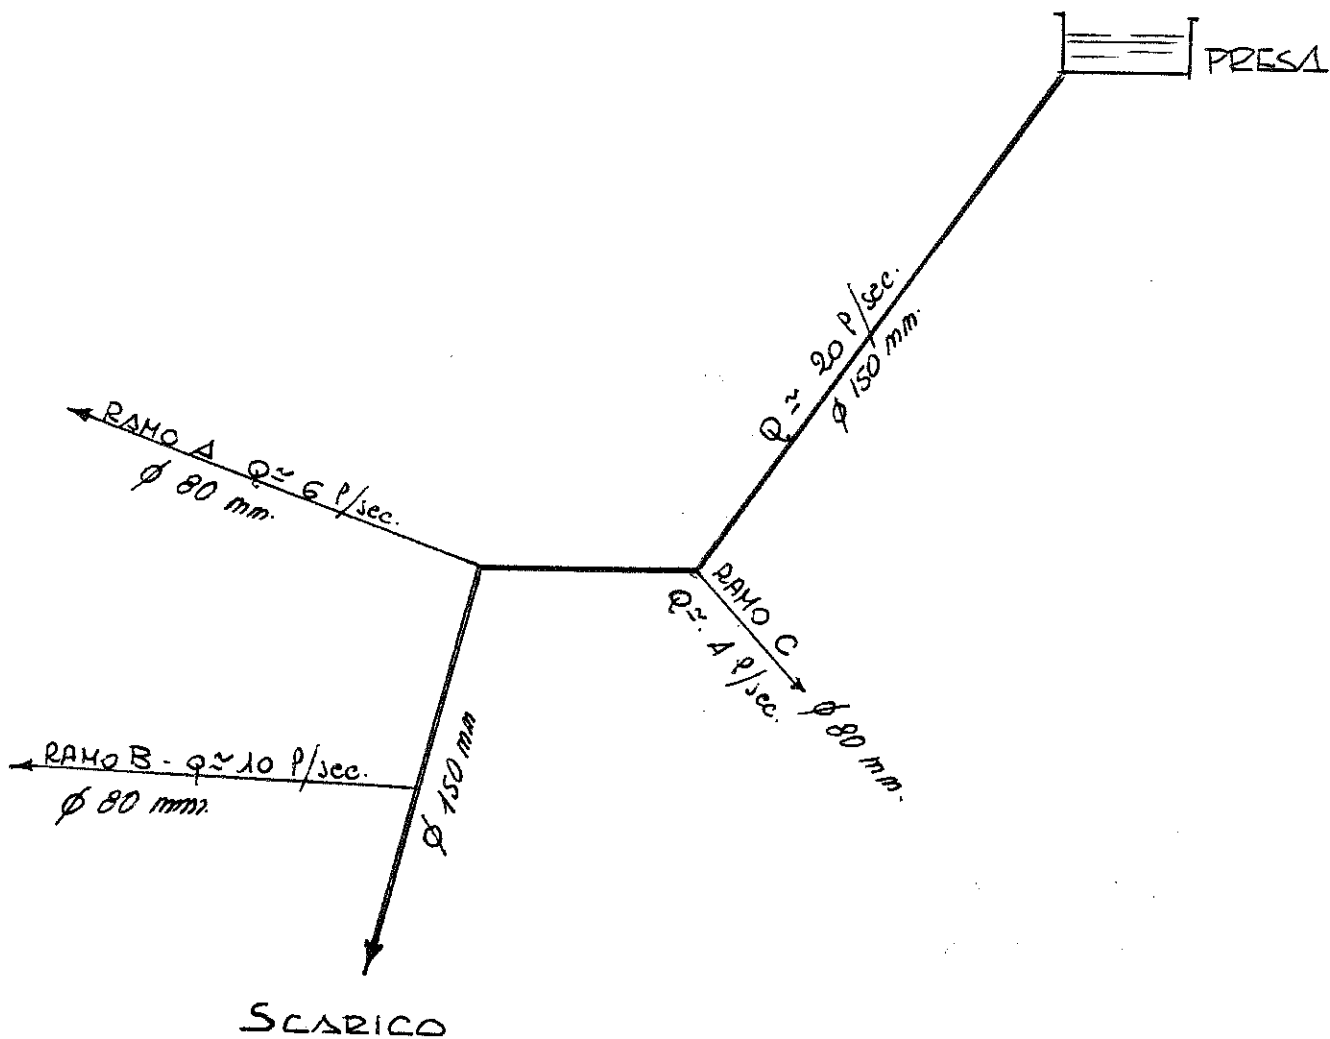 PRESA
Q ≃ 20 l/sec.
ϕ 150 mm.
RAMO A Q ≃ 6 l/sec.
ϕ 80 mm.
RAMO C
Q ≃ 4 l/sec.
ϕ 80 mm.
RAMO B - Q ≃ 10 l/sec.
ϕ 80 mm.
ϕ 150 mm
SCARICO